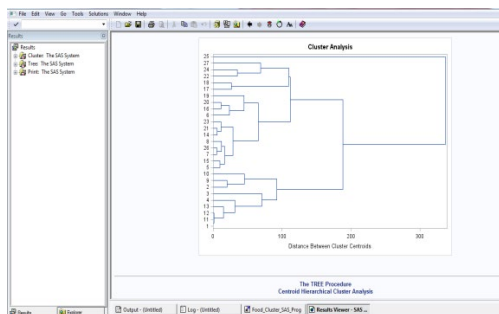 File Edit View Go Tools Solutions Window Help
Results
Results
Cluster: The SAS System
Tree: The SAS System
Print: The SAS System
Cluster Analysis
25
27
24
22
18
17
19
20
16
6
23
21
14
26
7
15
5
10
2
3
4
13
12
11
1
0 100 200 300
Distance Between Cluster Centroids
The TREE Procedure
Centroid Hierarchical Cluster Analysis
Results
Explorer
Output - (Untitled)
Log - (Untitled)
Food_Cluster_SAS_Prog
Results Viewer - SAS ...